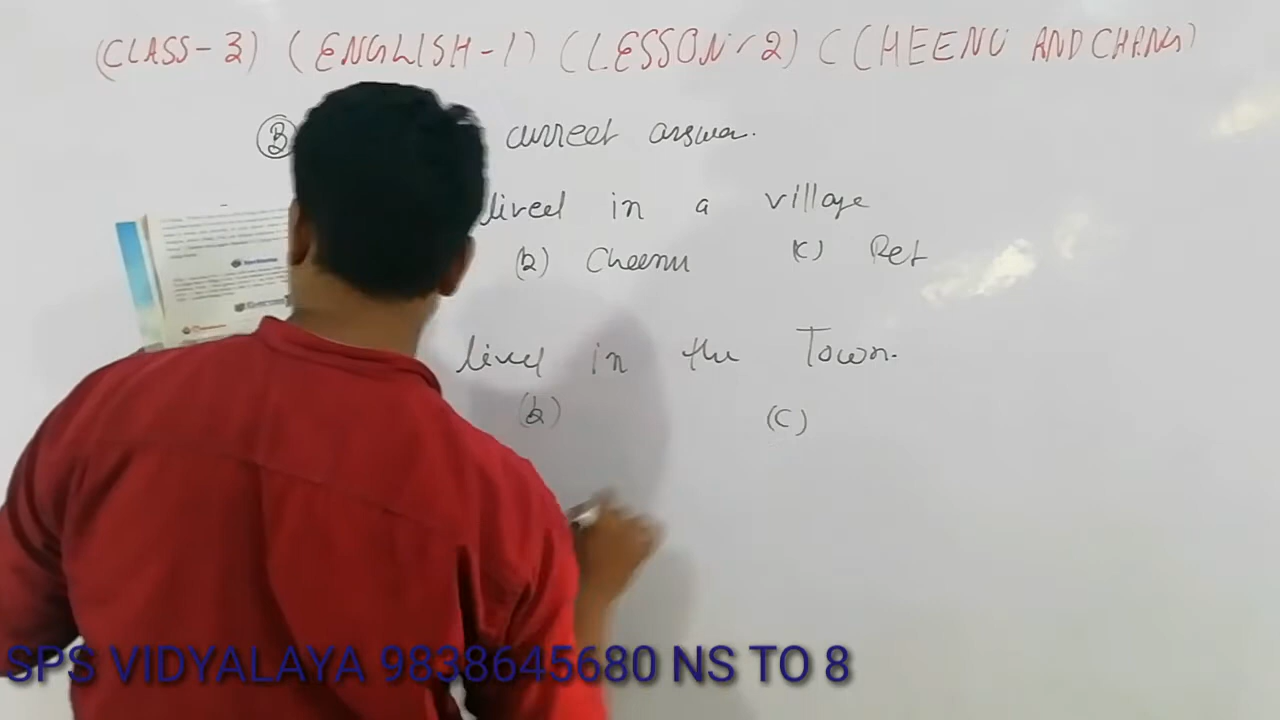 (CLASS-3) (ENGLISH-1) (LESSON-2) (CHEENU AND CHANU)
(B) correct answer.
lived in a village
(b) Cheenu (c) Ret
lived in the Town.
(b) (c)
SPS VIDYALAYA 9838645680 NS TO 8